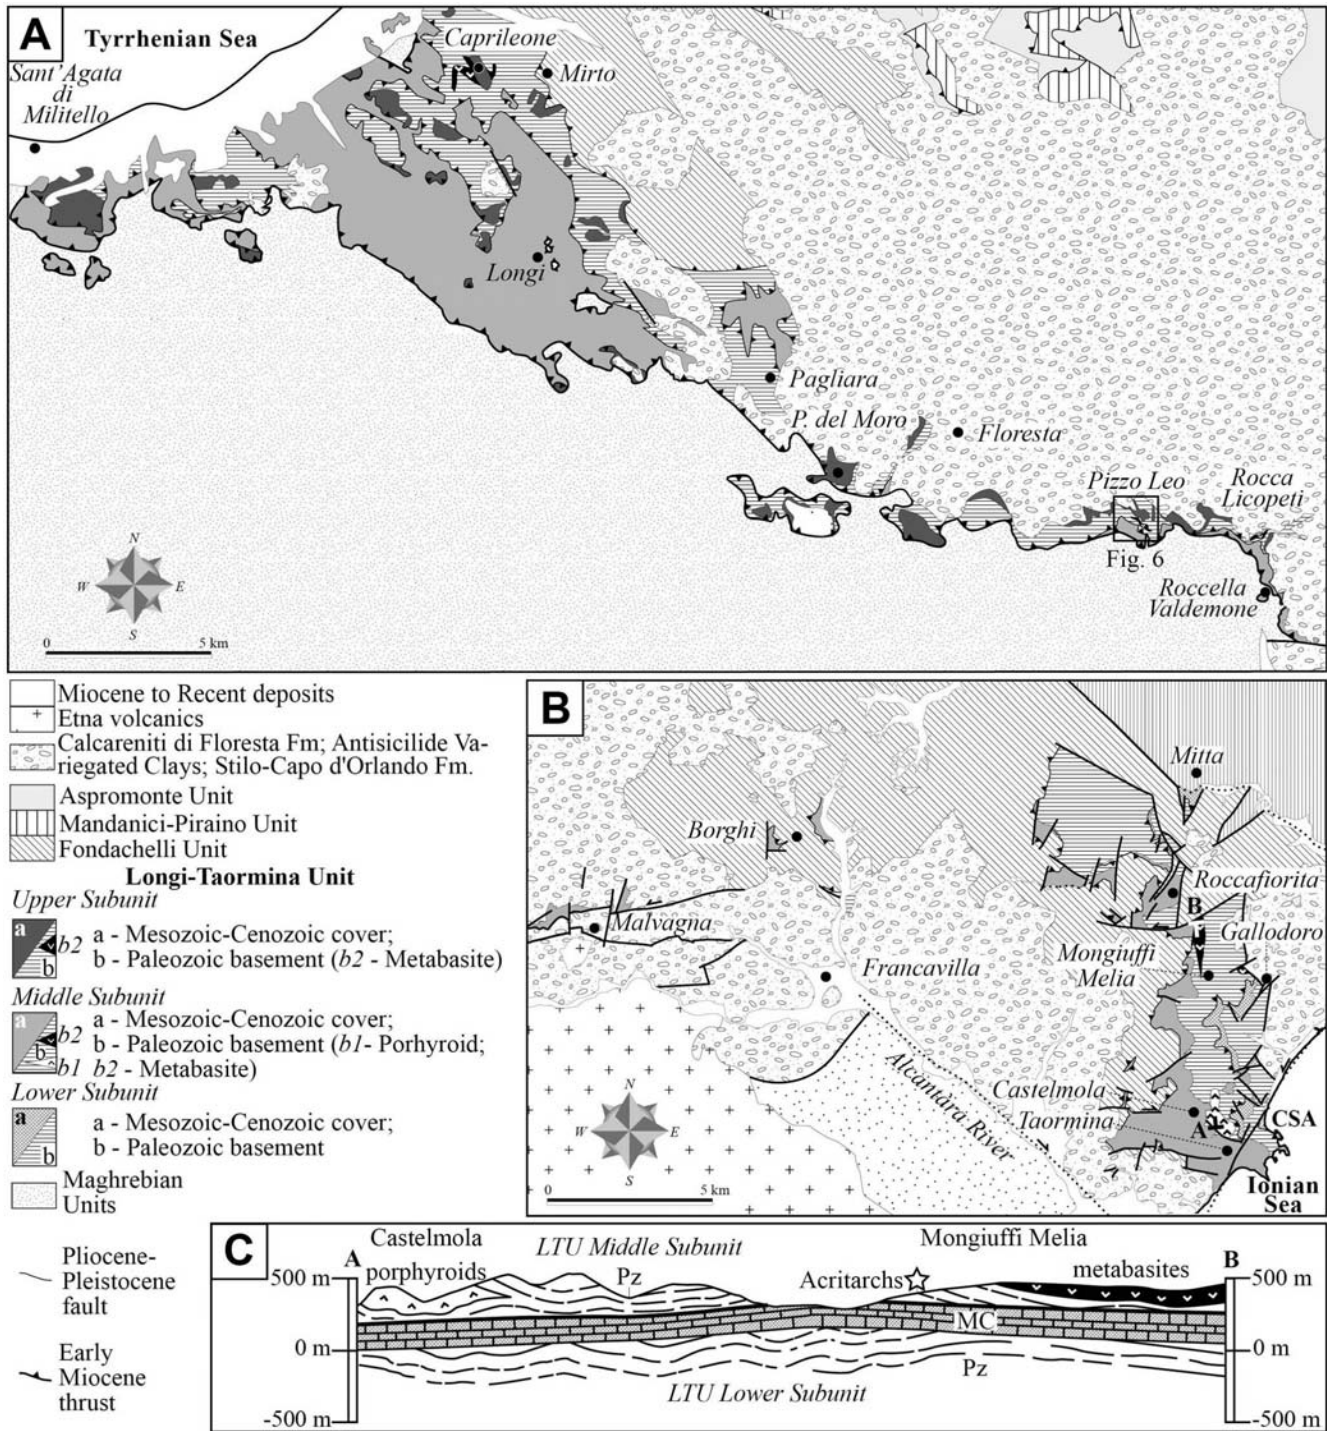 A
Tyrrhenian Sea
Sant'Agata
di
Militello
Caprileone
Mirto
Longi
Pagliara
P. del Moro
Floresta
Pizzo Leo
Rocca
Licopeti
Fig. 6
Roccella
Valdemone
N
W E
S
0 5 km
Miocene to Recent deposits
Etna volcanics
Calcareniti di Floresta Fm; Antisicilide Va-
riegated Clays; Stilo-Capo d'Orlando Fm.
Aspromonte Unit
Mandanici-Piraino Unit
Fondachelli Unit
Longi-Taormina Unit
Upper Subunit
a b2 a - Mesozoic-Cenozoic cover;
b b - Paleozoic basement (b2 - Metabasite)
Middle Subunit
a b2 a - Mesozoic-Cenozoic cover;
b b - Paleozoic basement (b1- Porhyroid;
b1 b2 - Metabasite)
Lower Subunit
a a - Mesozoic-Cenozoic cover;
b b - Paleozoic basement
Maghrebian
Units
Pliocene-
Pleistocene
fault
Early
Miocene
thrust
B
Mitta
Borghi
Roccafiorita
B
Malvagna
Gallodoro
Mongiuffi
Melia
Francavilla
Alcantara River
Castelmola
Taormina
A
CSA
Ionian
Sea
N
W E
S
0 5 km
C
A
Castelmola
porphyroids
LTU Middle Subunit
Mongiuffi Melia
B
500 m
Pz
Acritarchs
metabasites
500 m
MC
0 m
Pz
0 m
LTU Lower Subunit
-500 m
-500 m